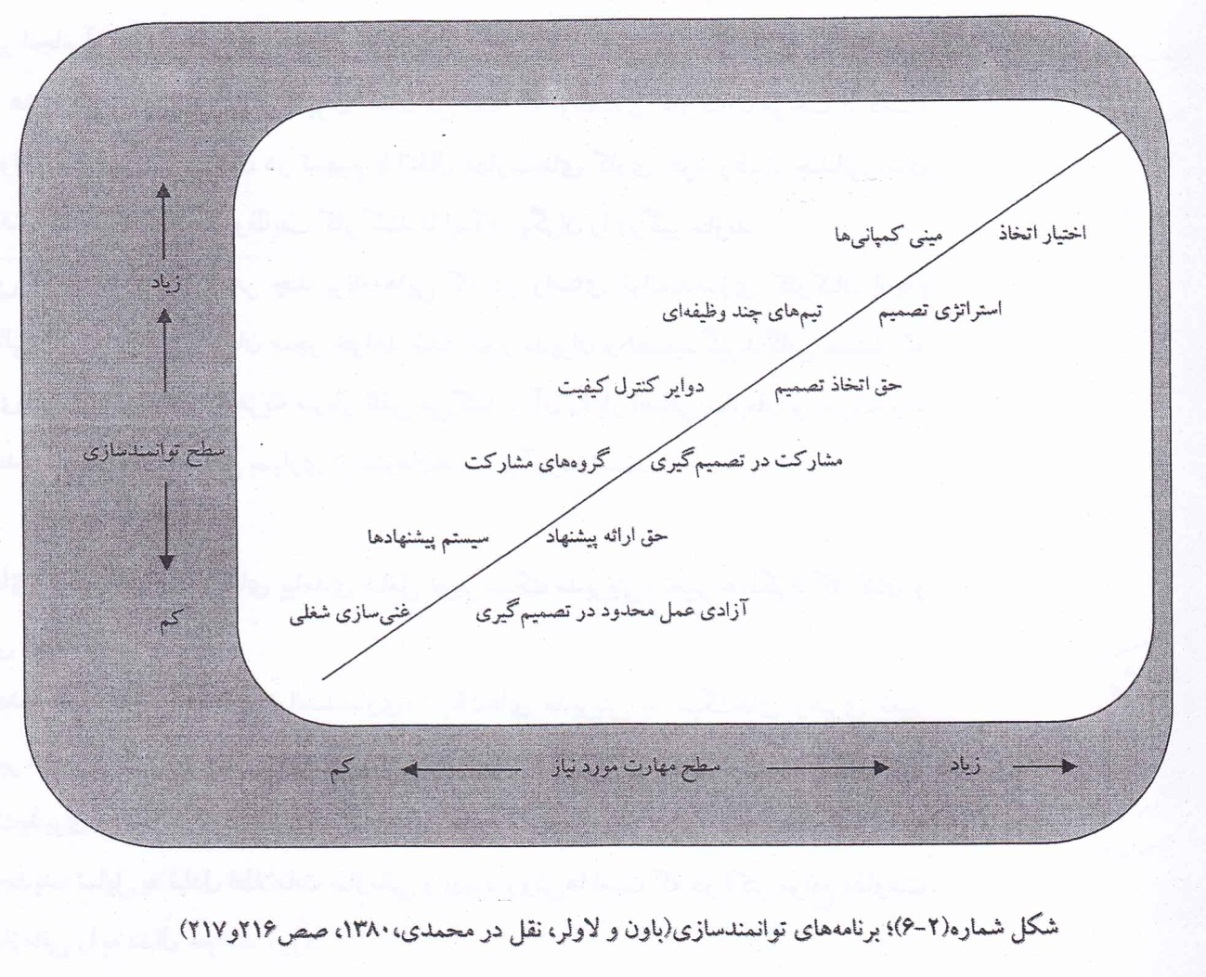 اختیار اتخاذ
مینی کمپانی‌ها
زیاد
استراتژی تصمیم
تیم‌های چند وظیفه‌ای
حق اتخاذ تصمیم
دوایر کنترل کیفیت
سطح توانمندسازی
مشارکت در تصمیم‌گیری
گروه‌های مشارکت
حق ارائه پیشنهاد
سیستم پیشنهادها
آزادی عمل محدود در تصمیم‌گیری
غنی‌سازی شغلی
کم
زیاد
سطح مهارت مورد نیاز
کم
شکل شماره(۲-۶)؛ برنامه‌های توانمندسازی(باون و لاولر، نقل در محمدی،۱۳۸۰، صص۲۱۶و۲۱۷)